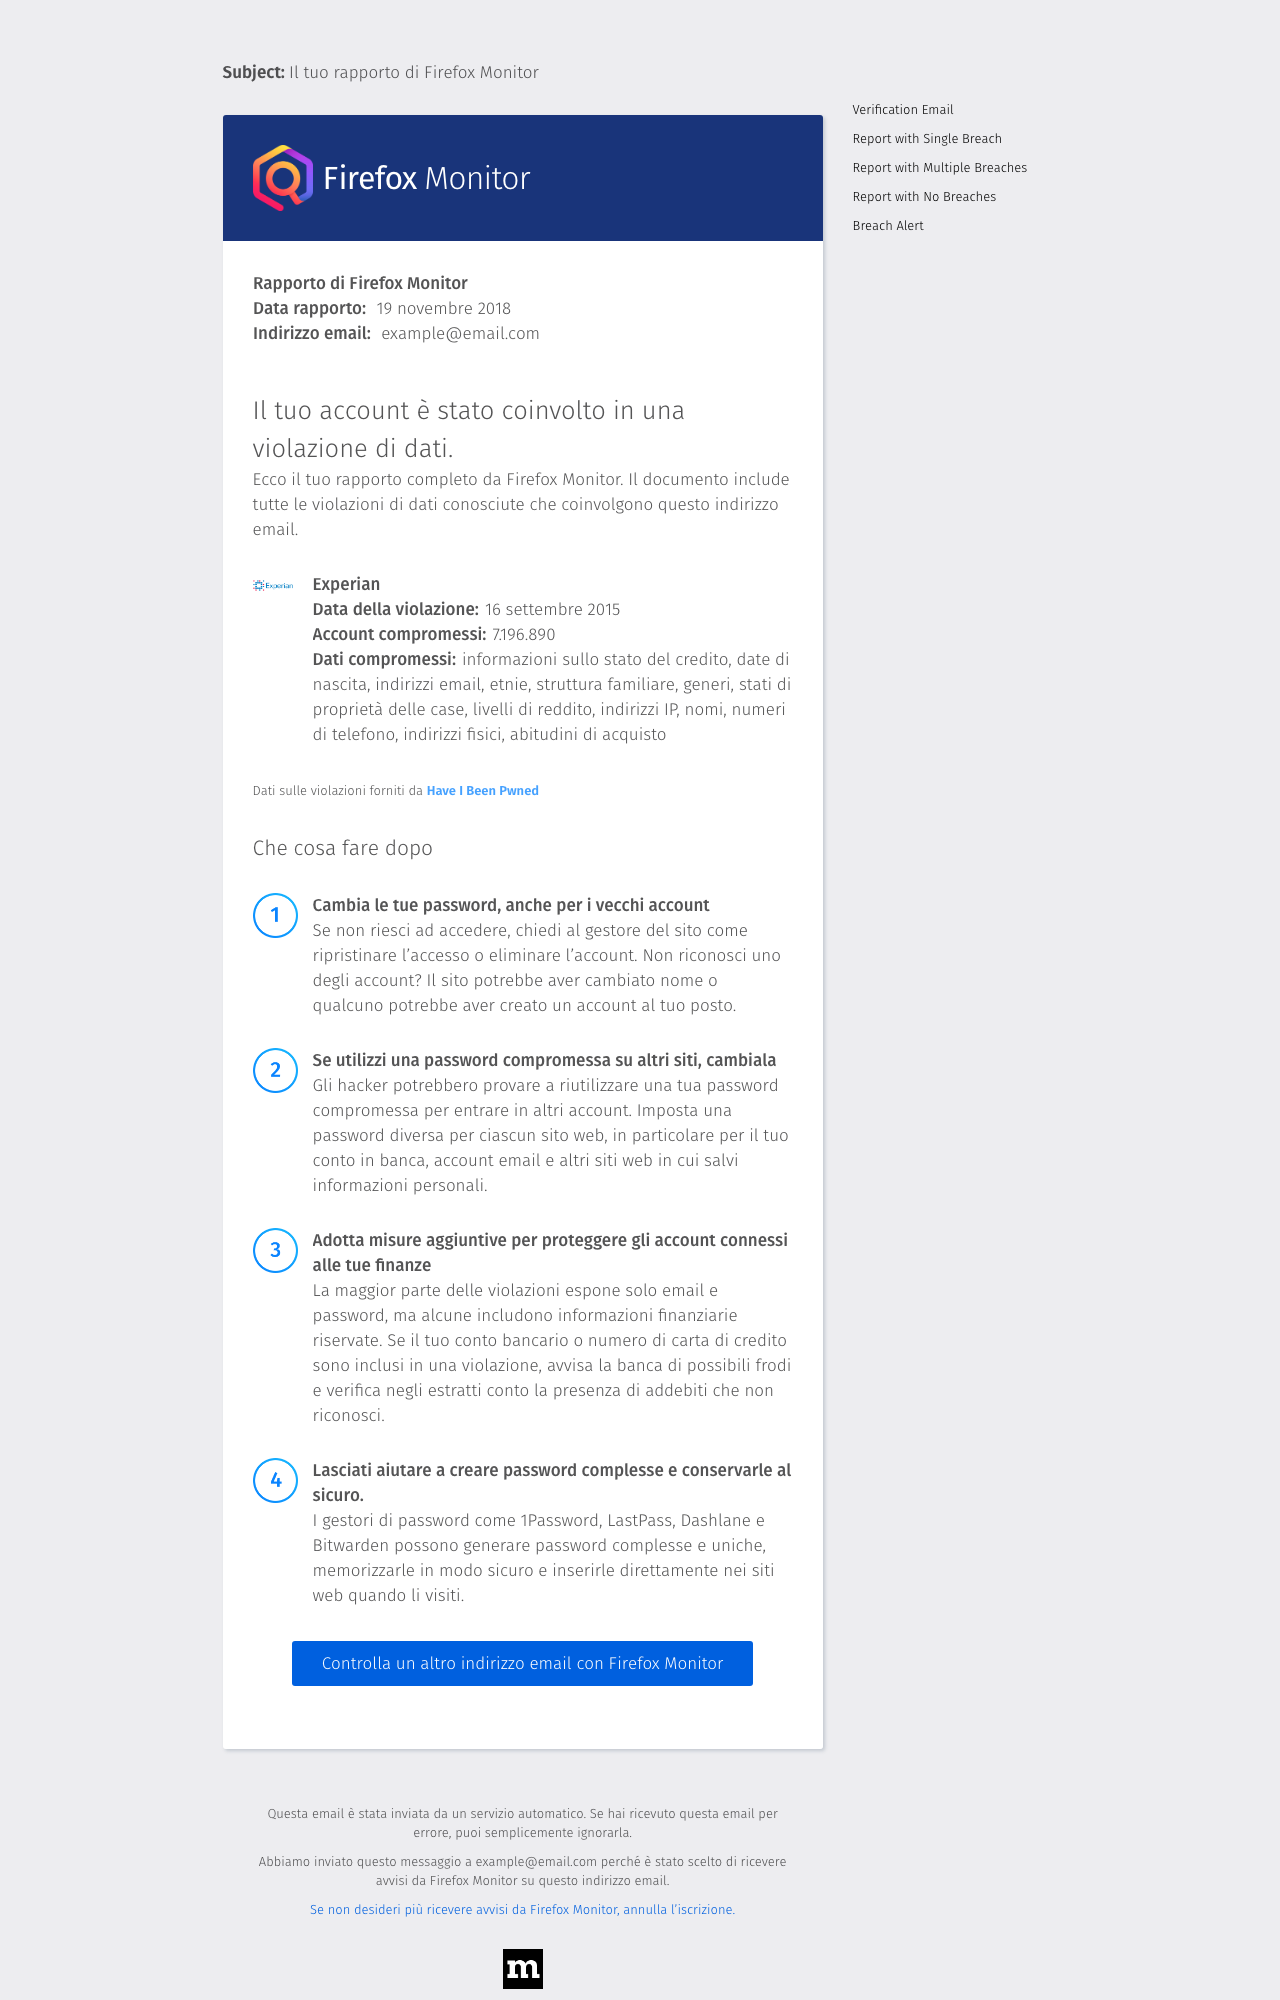 Subject: Il tuo rapporto di Firefox Monitor
Verification Email
Report with Single Breach
Report with Multiple Breaches
Report with No Breaches
Breach Alert
Firefox Monitor
Rapporto di Firefox Monitor
Data rapporto: 19 novembre 2018
Indirizzo email: example@email.com
Il tuo account è stato coinvolto in una
violazione di dati.
Ecco il tuo rapporto completo da Firefox Monitor. Il documento include
tutte le violazioni di dati conosciute che coinvolgono questo indirizzo
email.
Experian
Experian
Data della violazione: 16 settembre 2015
Account compromessi: 7.196.890
Dati compromessi: informazioni sullo stato del credito, date di
nascita, indirizzi email, etnie, struttura familiare, generi, stati di
proprietà delle case, livelli di reddito, indirizzi IP, nomi, numeri
di telefono, indirizzi fisici, abitudini di acquisto
Dati sulle violazioni forniti da Have I Been Pwned
Che cosa fare dopo
1
Cambia le tue password, anche per i vecchi account
Se non riesci ad accedere, chiedi al gestore del sito come
ripristinare l’accesso o eliminare l’account. Non riconosci uno
degli account? Il sito potrebbe aver cambiato nome o
qualcuno potrebbe aver creato un account al tuo posto.
2
Se utilizzi una password compromessa su altri siti, cambiala
Gli hacker potrebbero provare a riutilizzare una tua password
compromessa per entrare in altri account. Imposta una
password diversa per ciascun sito web, in particolare per il tuo
conto in banca, account email e altri siti web in cui salvi
informazioni personali.
3
Adotta misure aggiuntive per proteggere gli account connessi
alle tue finanze
La maggior parte delle violazioni espone solo email e
password, ma alcune includono informazioni finanziarie
riservate. Se il tuo conto bancario o numero di carta di credito
sono inclusi in una violazione, avvisa la banca di possibili frodi
e verifica negli estratti conto la presenza di addebiti che non
riconosci.
4
Lasciati aiutare a creare password complesse e conservarle al
sicuro.
I gestori di password come 1Password, LastPass, Dashlane e
Bitwarden possono generare password complesse e uniche,
memorizzarle in modo sicuro e inserirle direttamente nei siti
web quando li visiti.
Controlla un altro indirizzo email con Firefox Monitor
Questa email è stata inviata da un servizio automatico. Se hai ricevuto questa email per
errore, puoi semplicemente ignorarla.
Abbiamo inviato questo messaggio a example@email.com perché è stato scelto di ricevere
avvisi da Firefox Monitor su questo indirizzo email.
Se non desideri più ricevere avvisi da Firefox Monitor, annulla l’iscrizione.
m